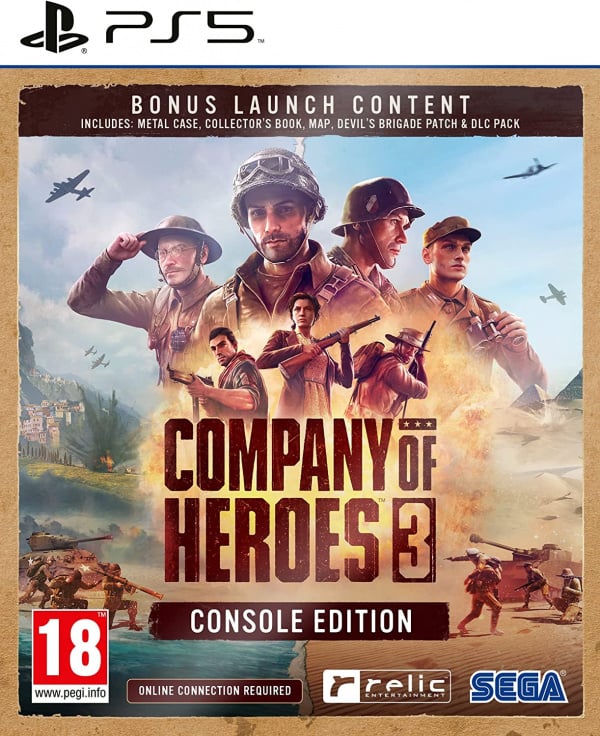 PS5
BONUS LAUNCH CONTENT
INCLUDES: METAL CASE, COLLECTOR'S BOOK, MAP, DEVIL'S BRIGADE PATCH & DLC PACK
COMPANY OF
HEROES 3
CONSOLE EDITION
18
www.pegi.info
ONLINE CONNECTION REQUIRED
relic
ENTERTAINMENT
SEGA